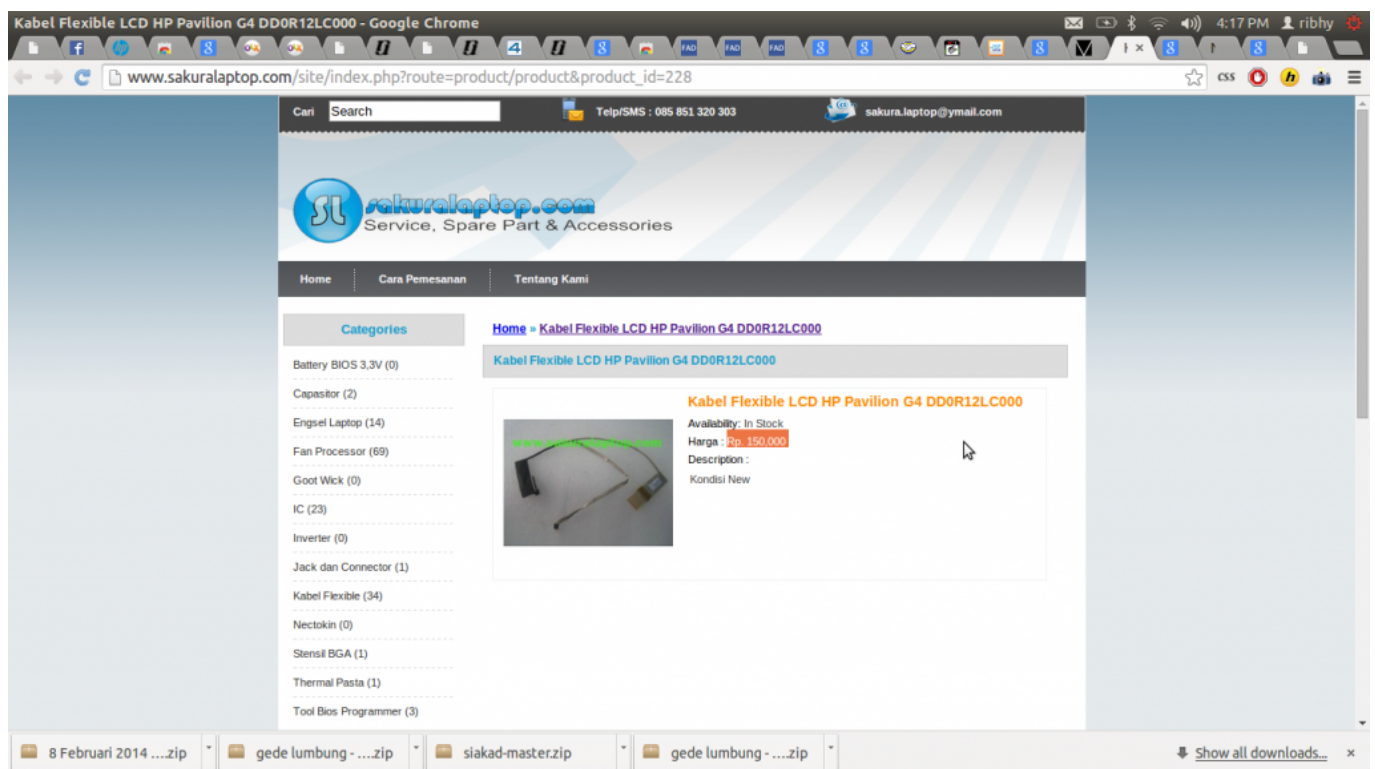 Kabel Flexible LCD HP Pavilion G4 DD0R12LC000 - Google Chrome
4:17 PM ribhy
www.sakuralaptop.com/site/index.php?route=product/product&product_id=228
css
Cari Search Telp/SMS : 085 851 320 303 sakura.laptop@ymail.com
SL sakuralaptop.com
Service, Spare Part & Accessories
Home Cara Pemesanan Tentang Kami
Categories
Battery BIOS 3,3V (0)
Capasitor (2)
Engsel Laptop (14)
Fan Processor (69)
Goot Wick (0)
IC (23)
Inverter (0)
Jack dan Connector (1)
Kabel Flexible (34)
Nectokin (0)
Stensil BGA (1)
Thermal Pasta (1)
Tool Bios Programmer (3)
Home » Kabel Flexible LCD HP Pavilion G4 DD0R12LC000
Kabel Flexible LCD HP Pavilion G4 DD0R12LC000
Kabel Flexible LCD HP Pavilion G4 DD0R12LC000
Availability: In Stock
Harga : Rp. 150,000
Description :
Kondisi New
8 Februari 2014 ....zip gede lumbung - ....zip siakad-master.zip gede lumbung - ....zip Show all downloads...